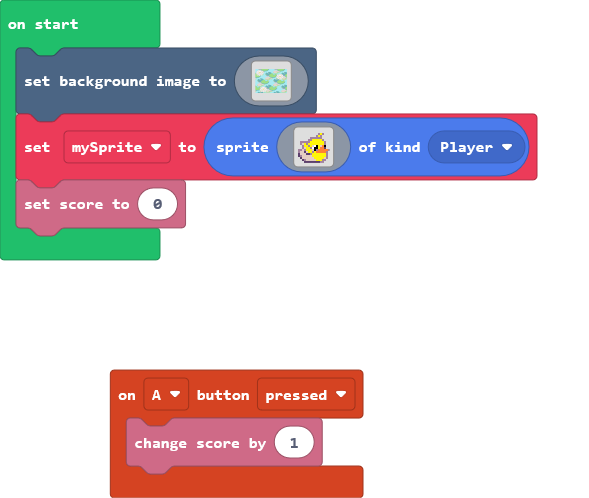 on start
set background image to
set mySprite to sprite of kind Player
set score to 0
on A button pressed
change score by 1